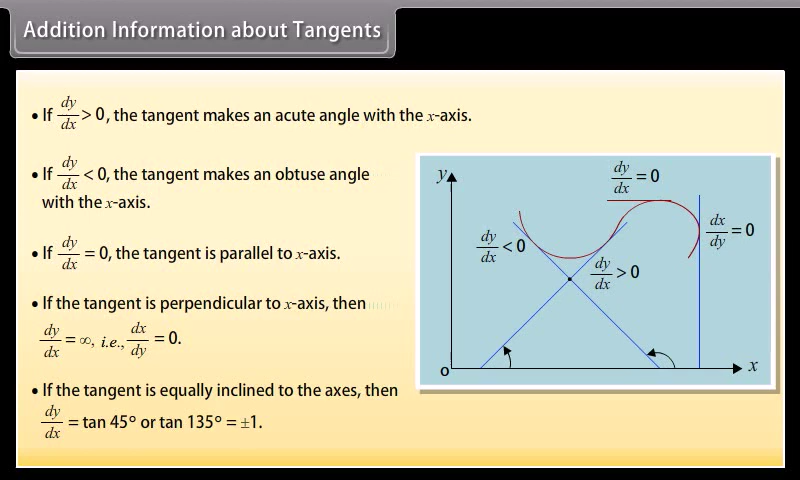 Addition Information about Tangents
• If dy/dx > 0, the tangent makes an acute angle with the x-axis.
• If dy/dx < 0, the tangent makes an obtuse angle
with the x-axis.
• If dy/dx = 0, the tangent is parallel to x-axis.
• If the tangent is perpendicular to x-axis, then
dy/dx = ∞, i.e., dx/dy = 0.
• If the tangent is equally inclined to the axes, then
dy/dx = tan 45° or tan 135° = ±1.
y
dy/dx = 0
dx/dy = 0
dy/dx < 0
dy/dx > 0
O
x